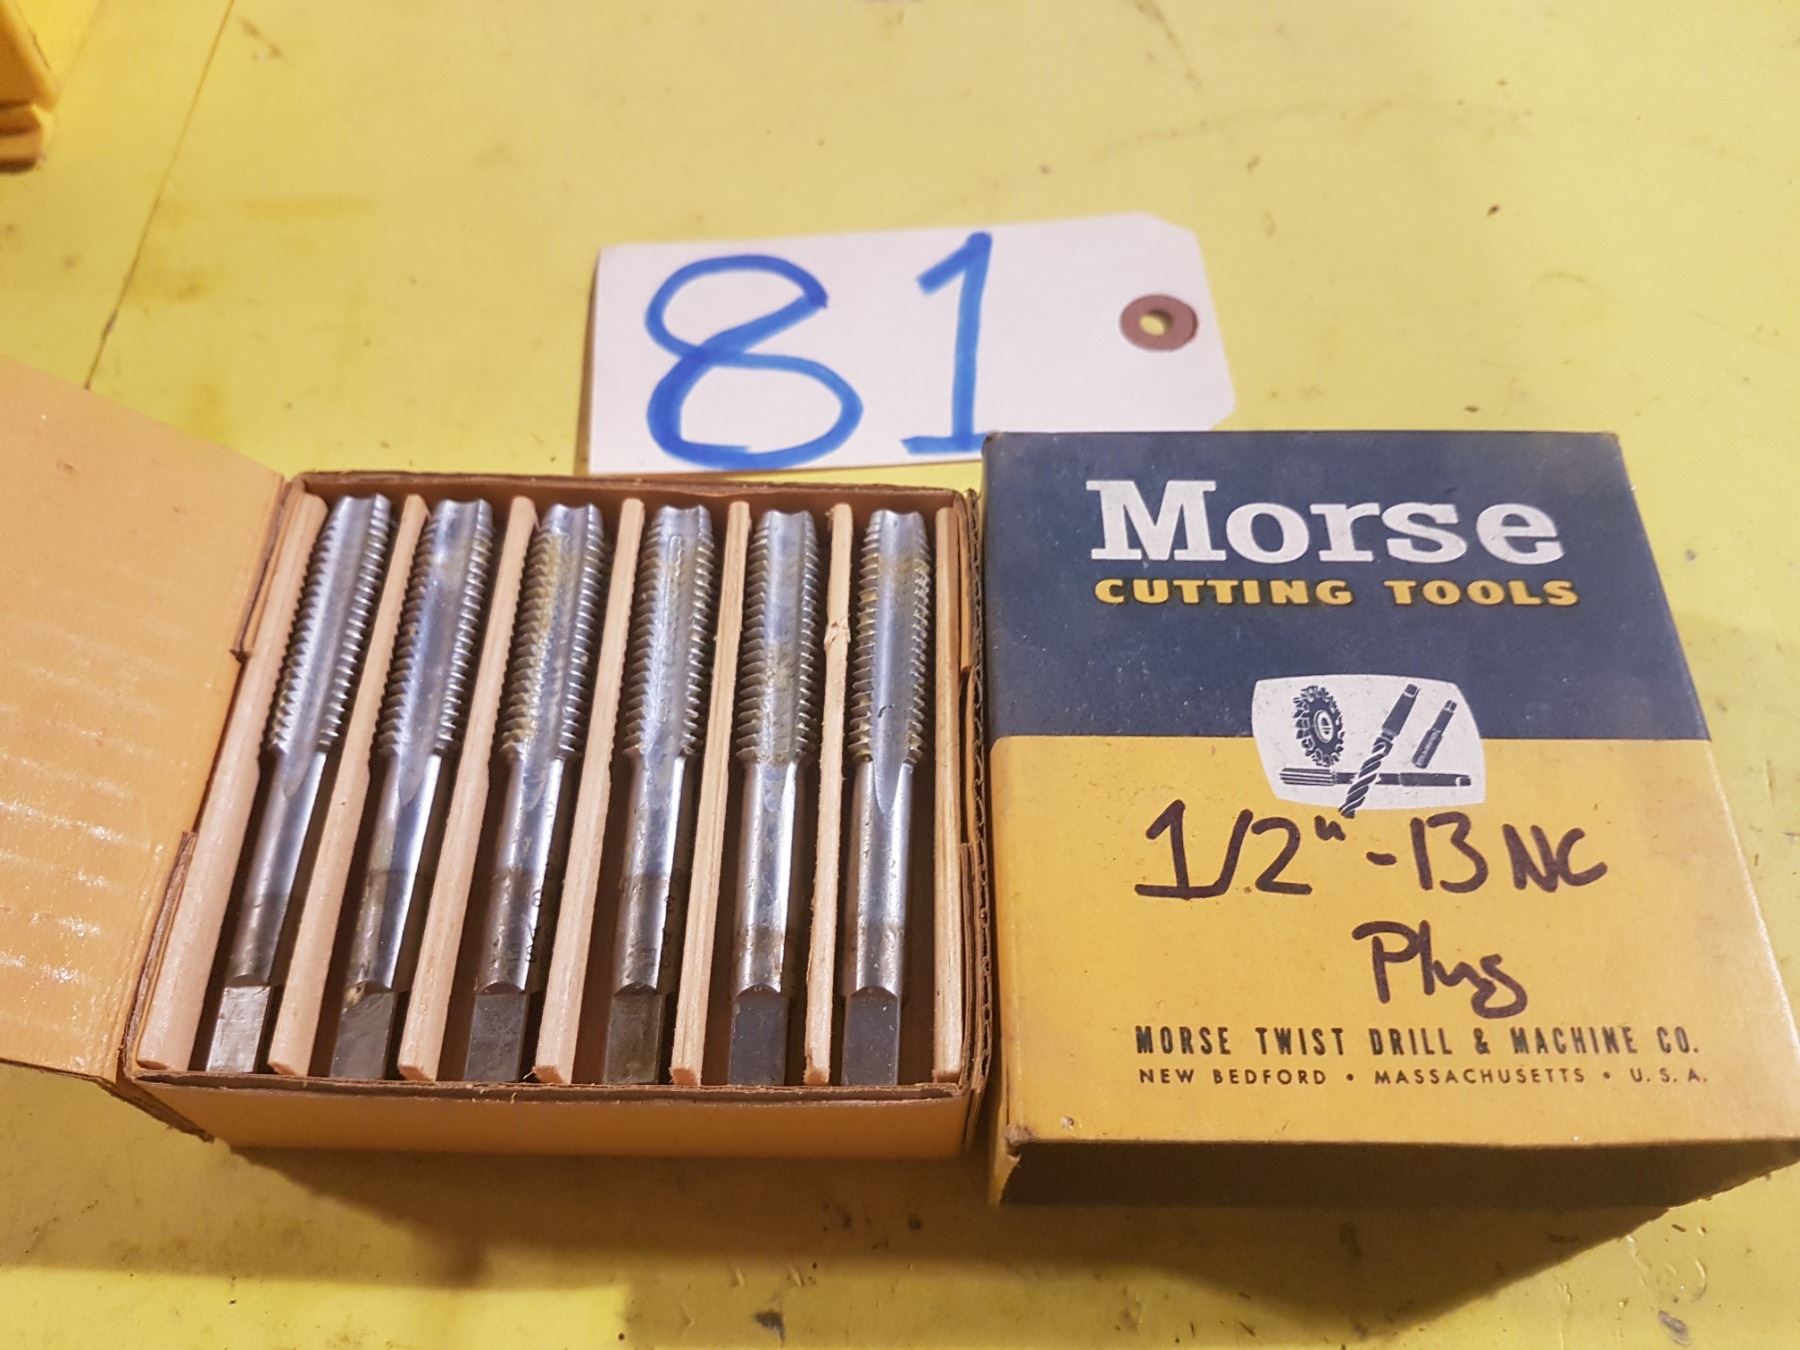 81
Morse
CUTTING TOOLS
1/2"-13 NC
Plug
MORSE TWIST DRILL & MACHINE CO.
NEW BEDFORD • MASSACHUSETTS • U.S.A.